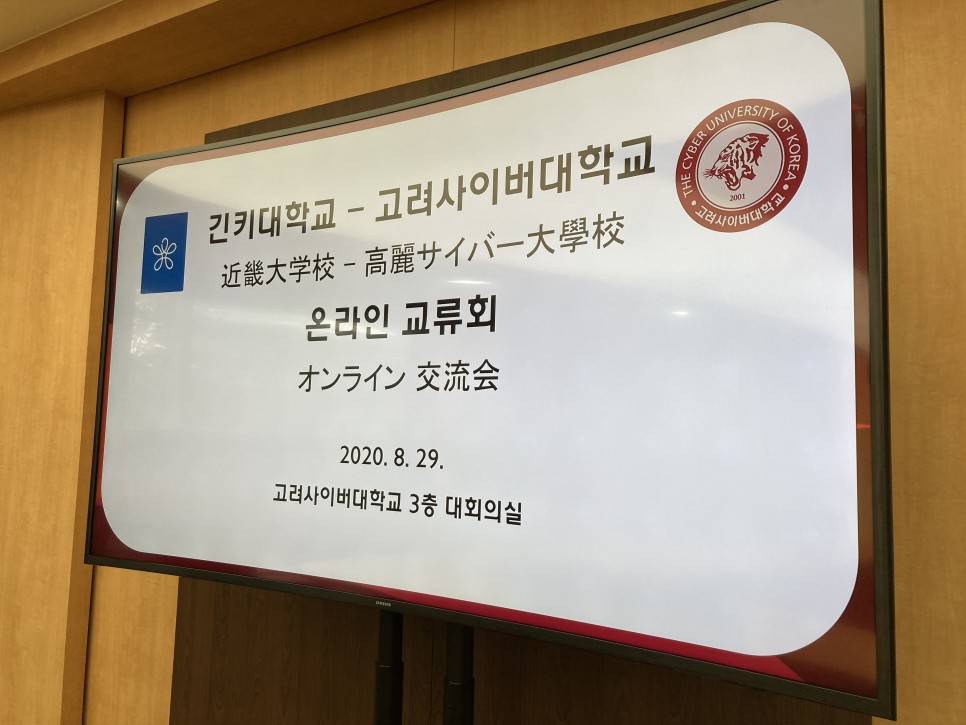 긴키대학교 – 고려사이버대학교
近畿大学校 – 高麗サイバー大學校
온라인 교류회
オンライン 交流会
2020. 8. 29.
고려사이버대학교 3층 대회의실
THE CYBER UNIVERSITY OF KOREA
2001
고려사이버대학교
SAMSUNG